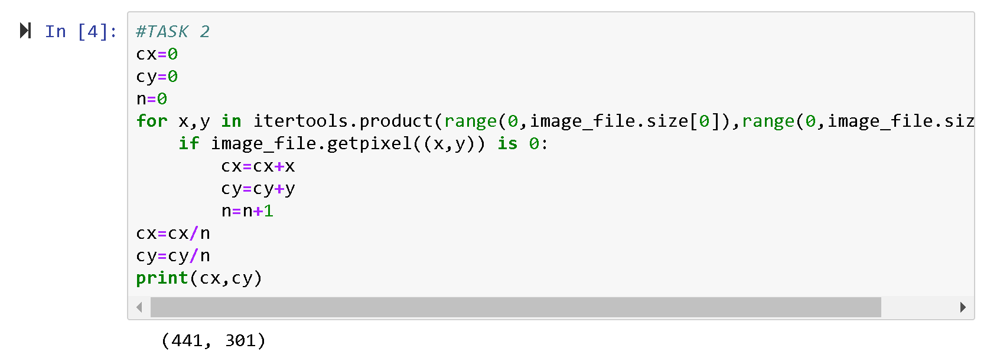 In [4]:
#TASK 2
cx=0
cy=0
n=0
for x,y in itertools.product(range(0,image_file.size[0]),range(0,image_file.siz
    if image_file.getpixel((x,y)) is 0:
        cx=cx+x
        cy=cy+y
        n=n+1
cx=cx/n
cy=cy/n
print(cx,cy)
(441, 301)